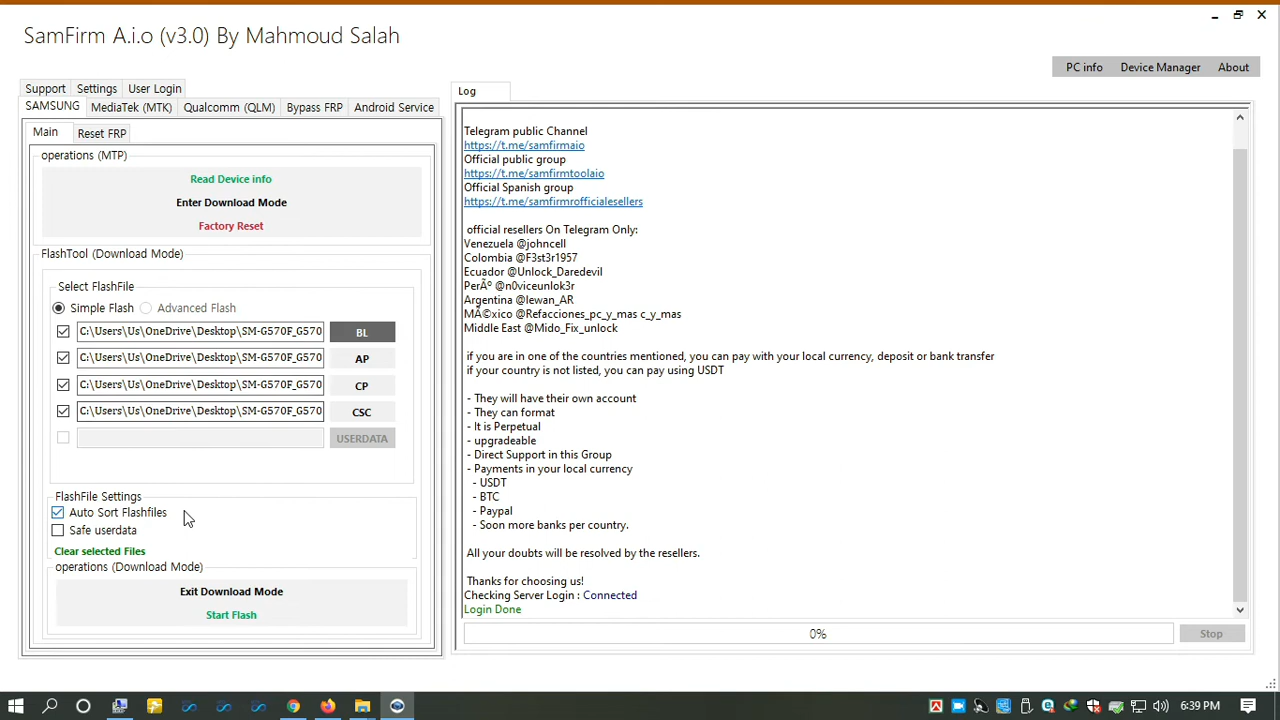 SamFirm A.i.o (v3.0) By Mahmoud Salah
PC info Device Manager About
Support Settings User Login
SAMSUNG MediaTek (MTK) Qualcomm (QLM) Bypass FRP Android Service
Main Reset FRP
operations (MTP)
Read Device info
Enter Download Mode
Factory Reset
FlashTool (Download Mode)
Select FlashFile
Simple Flash Advanced Flash
C:\Users\Us\OneDrive\Desktop\SM-G570F_G570 BL
C:\Users\Us\OneDrive\Desktop\SM-G570F_G570 AP
C:\Users\Us\OneDrive\Desktop\SM-G570F_G570 CP
C:\Users\Us\OneDrive\Desktop\SM-G570F_G570 CSC
USERDATA
FlashFile Settings
Auto Sort Flashfiles
Safe userdata
Clear selected Files
operations (Download Mode)
Exit Download Mode
Start Flash
Log
Telegram public Channel
https://t.me/samfirmaio
Official public group
https://t.me/samfirmtoolaio
Official Spanish group
https://t.me/samfirmrofficialesellers
official resellers On Telegram Only:
Venezuela @johncell
Colombia @F3st3r1957
Ecuador @Unlock_Daredevil
PerÃº @n0viceunlok3r
Argentina @lewan_AR
MÃ©xico @Refacciones_pc_y_mas c_y_mas
Middle East @Mido_Fix_unlock
if you are in one of the countries mentioned, you can pay with your local currency, deposit or bank transfer
if your country is not listed, you can pay using USDT
- They will have their own account
- They can format
- It is Perpetual
- upgradeable
- Direct Support in this Group
- Payments in your local currency
- USDT
- BTC
- Paypal
- Soon more banks per country.
All your doubts will be resolved by the resellers.
Thanks for choosing us!
Checking Server Login : Connected
Login Done
0% Stop
6:39 PM